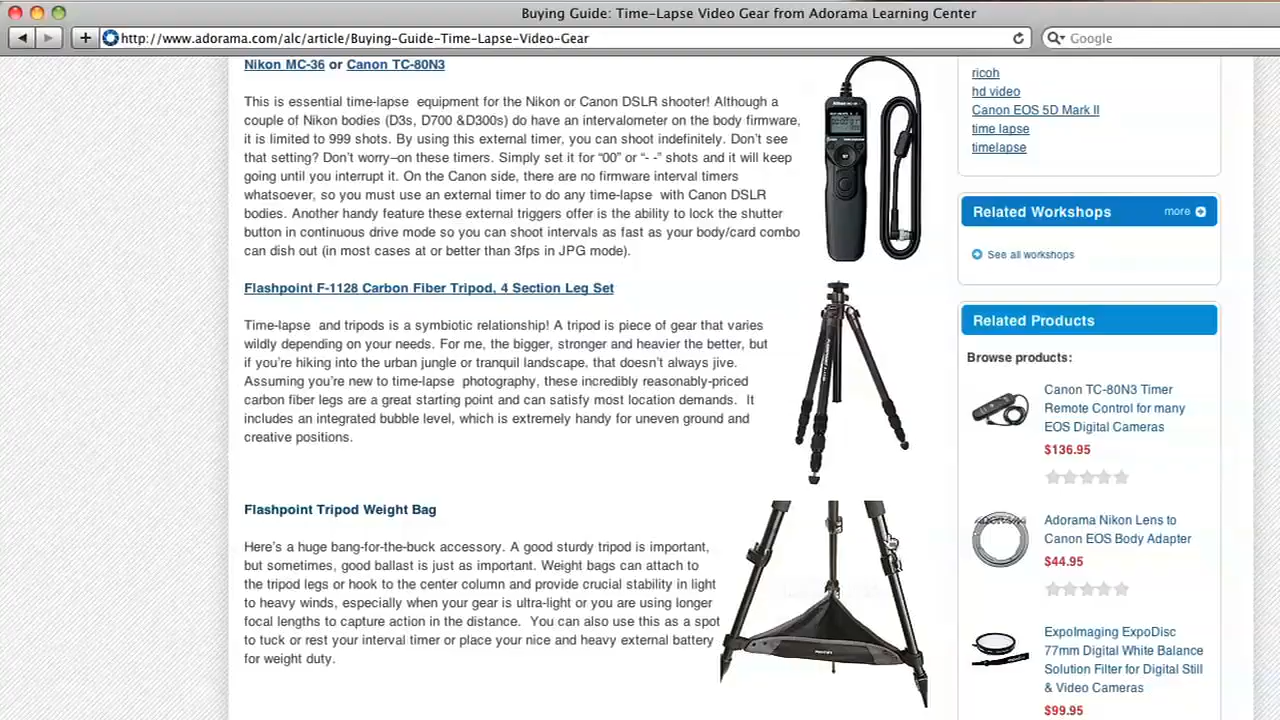 Buying Guide: Time-Lapse Video Gear from Adorama Learning Center
http://www.adorama.com/alc/article/Buying-Guide-Time-Lapse-Video-Gear
Google
Nikon MC-36 or Canon TC-80N3
This is essential time-lapse equipment for the Nikon or Canon DSLR shooter! Although a
couple of Nikon bodies (D3s, D700 &D300s) do have an intervalometer on the body firmware,
it is limited to 999 shots. By using this external timer, you can shoot indefinitely. Don't see
that setting? Don't worry–on these timers. Simply set it for “00” or “- -” shots and it will keep
going until you interrupt it. On the Canon side, there are no firmware interval timers
whatsoever, so you must use an external timer to do any time-lapse with Canon DSLR
bodies. Another handy feature these external triggers offer is the ability to lock the shutter
button in continuous drive mode so you can shoot intervals as fast as your body/card combo
can dish out (in most cases at or better than 3fps in JPG mode).
Flashpoint F-1128 Carbon Fiber Tripod, 4 Section Leg Set
Time-lapse and tripods is a symbiotic relationship! A tripod is piece of gear that varies
wildly depending on your needs. For me, the bigger, stronger and heavier the better, but
if you're hiking into the urban jungle or tranquil landscape, that doesn't always jive.
Assuming you're new to time-lapse photography, these incredibly reasonably-priced
carbon fiber legs are a great starting point and can satisfy most location demands. It
includes an integrated bubble level, which is extremely handy for uneven ground and
creative positions.
Flashpoint Tripod Weight Bag
Here's a huge bang-for-the-buck accessory. A good sturdy tripod is important,
but sometimes, good ballast is just as important. Weight bags can attach to
the tripod legs or hook to the center column and provide crucial stability in light
to heavy winds, especially when your gear is ultra-light or you are using longer
focal lengths to capture action in the distance. You can also use this as a spot
to tuck or rest your interval timer or place your nice and heavy external battery
for weight duty.
ricoh
hd video
Canon EOS 5D Mark II
time lapse
timelapse
Related Workshops
more
See all workshops
Related Products
Browse products:
Canon TC-80N3 Timer
Remote Control for many
EOS Digital Cameras
$136.95
ADORAMA
Adorama Nikon Lens to
Canon EOS Body Adapter
$44.95
ExpoImaging ExpoDisc
77mm Digital White Balance
Solution Filter for Digital Still
& Video Cameras
$99.95